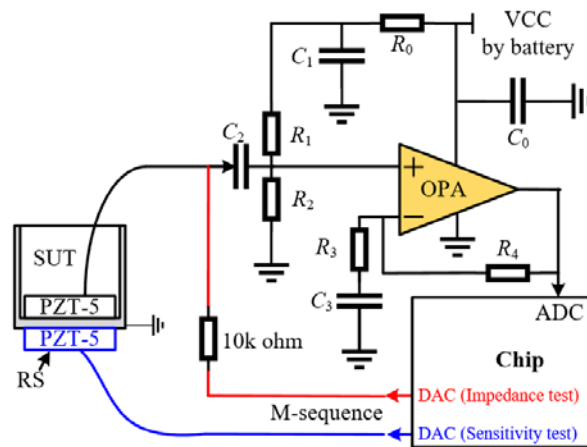 VCC
by battery
R0
C1
C0
C2
R1
R2
+
OPA
−
R3
R4
C3
SUT
PZT-5
PZT-5
RS
10k ohm
ADC
Chip
M-sequence
DAC (Impedance test)
DAC (Sensitivity test)